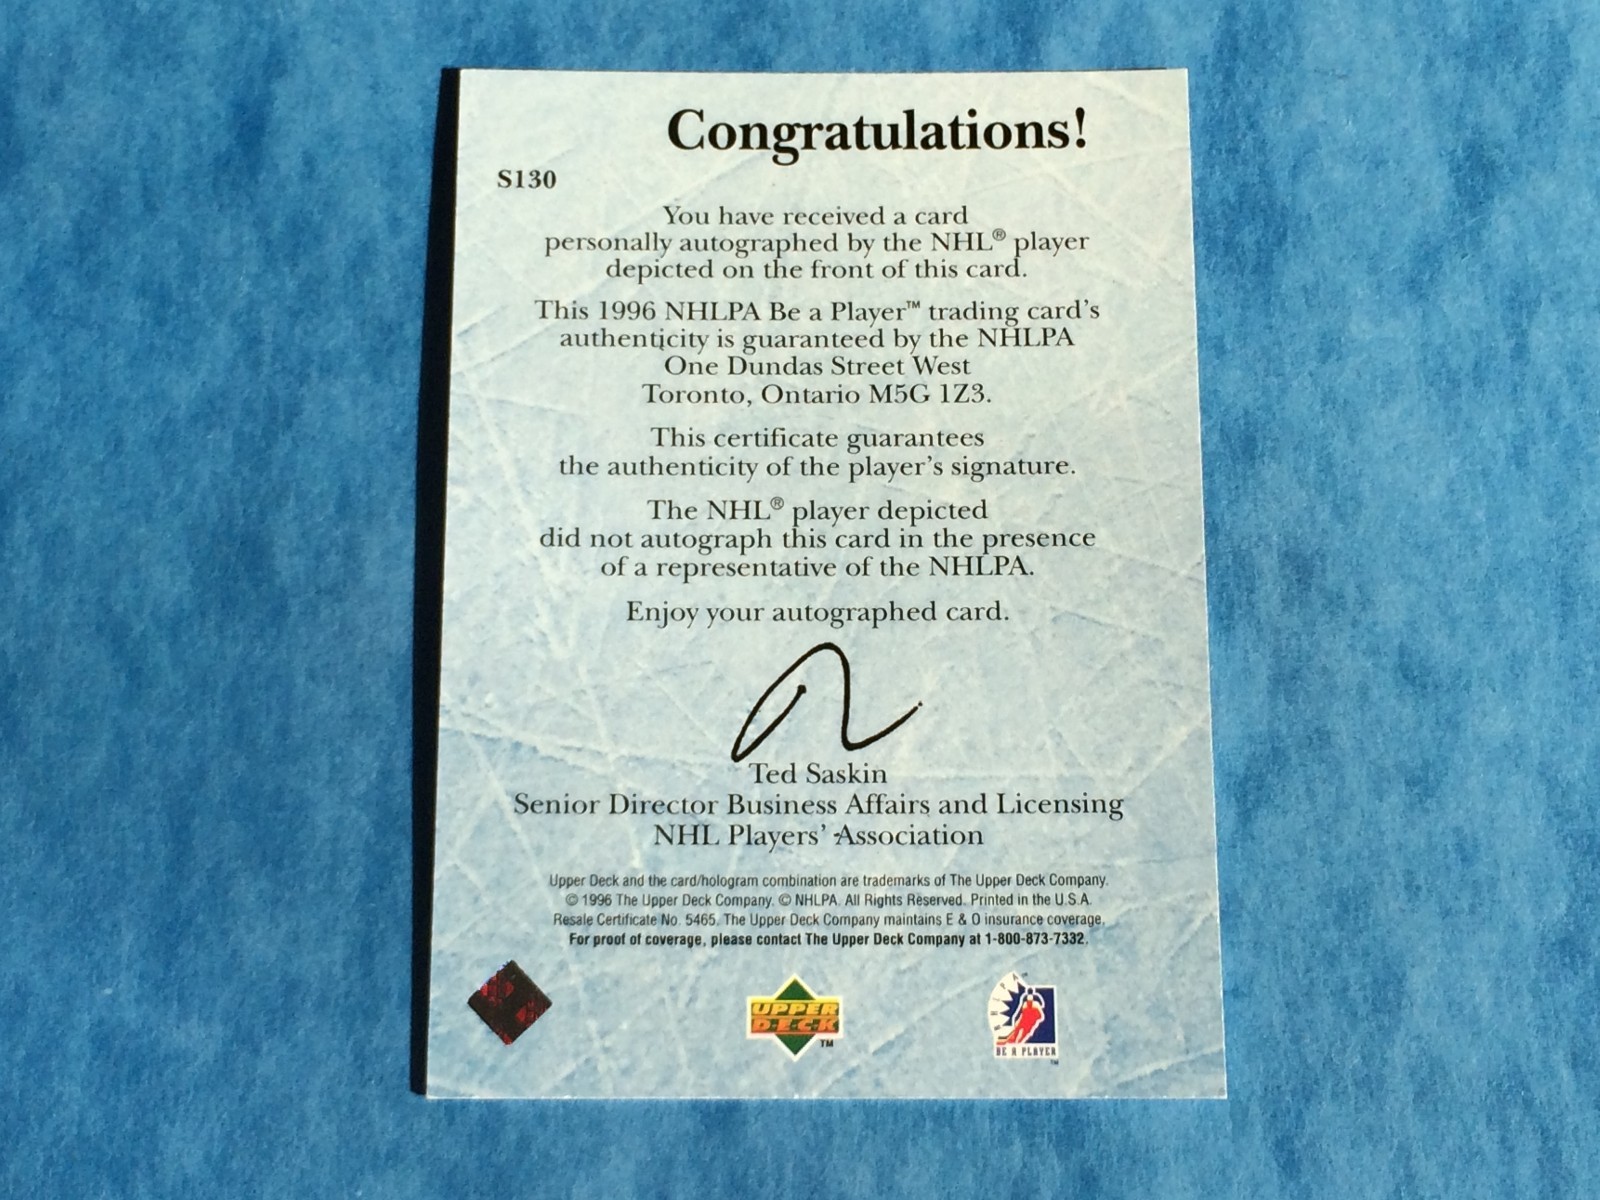 Congratulations!
S130
You have received a card
personally autographed by the NHL® player
depicted on the front of this card.
This 1996 NHLPA Be a Player™ trading card's
authenticity is guaranteed by the NHLPA
One Dundas Street West
Toronto, Ontario M5G 1Z3.
This certificate guarantees
the authenticity of the player's signature.
The NHL® player depicted
did not autograph this card in the presence
of a representative of the NHLPA.
Enjoy your autographed card.
Ted Saskin
Senior Director Business Affairs and Licensing
NHL Players' Association
Upper Deck and the card/hologram combination are trademarks of The Upper Deck Company.
© 1996 The Upper Deck Company. © NHLPA. All Rights Reserved. Printed in the U.S.A.
Resale Certificate No. 5465. The Upper Deck Company maintains E & O insurance coverage.
For proof of coverage, please contact The Upper Deck Company at 1-800-873-7332.
UPPER
DECK
™
BE A PLAYER
™